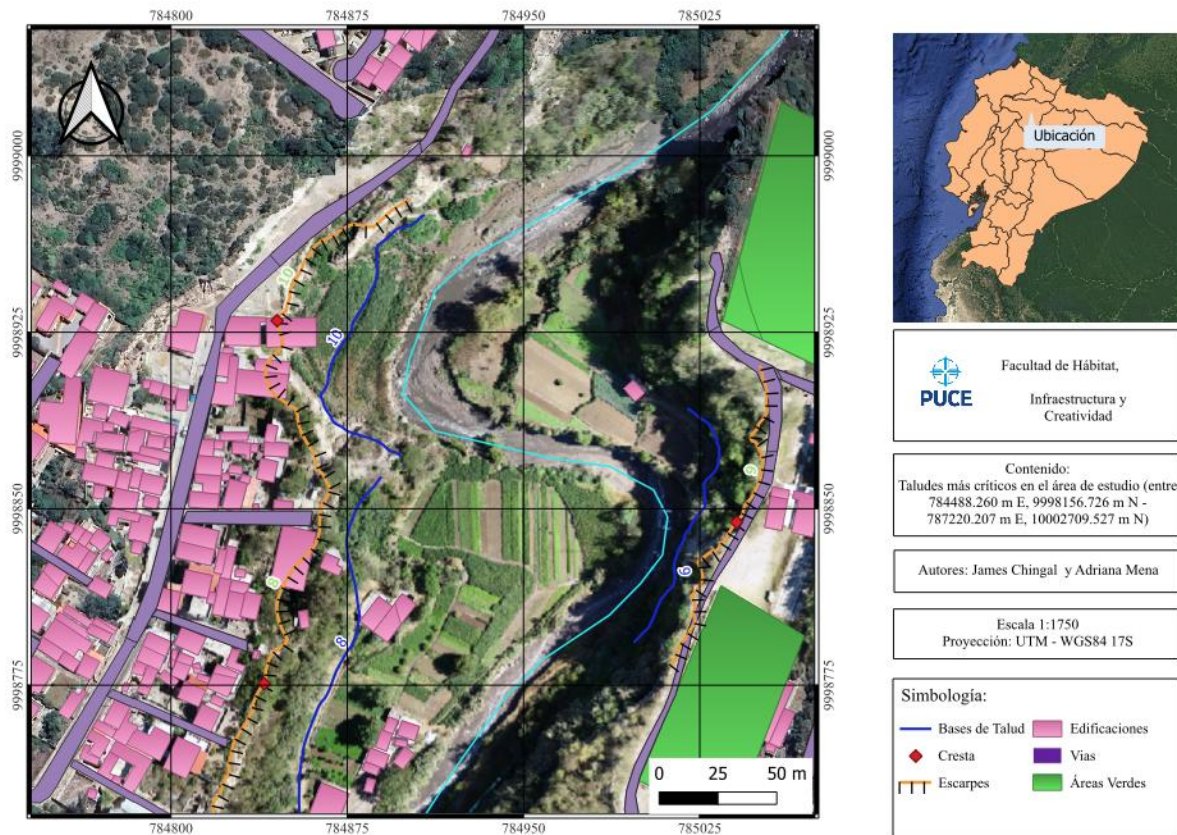 784800 784875 784950 785025
9999000
9998925
9998850
9998775
9999000
9998925
9998850
9998775
10
10
8
8
9
9
0 25 50 m
784800 784875 784950 785025
Ubicación
PUCE
Facultad de Hábitat,
Infraestructura y
Creatividad
Contenido:
Taludes más críticos en el área de estudio (entre
784488.260 m E, 9998156.726 m N -
787220.207 m E, 10002709.527 m N)
Autores: James Chingal y Adriana Mena
Escala 1:1750
Proyección: UTM - WGS84 17S
Simbología:
Bases de Talud
Edificaciones
Cresta
Vias
Escarpes
Áreas Verdes